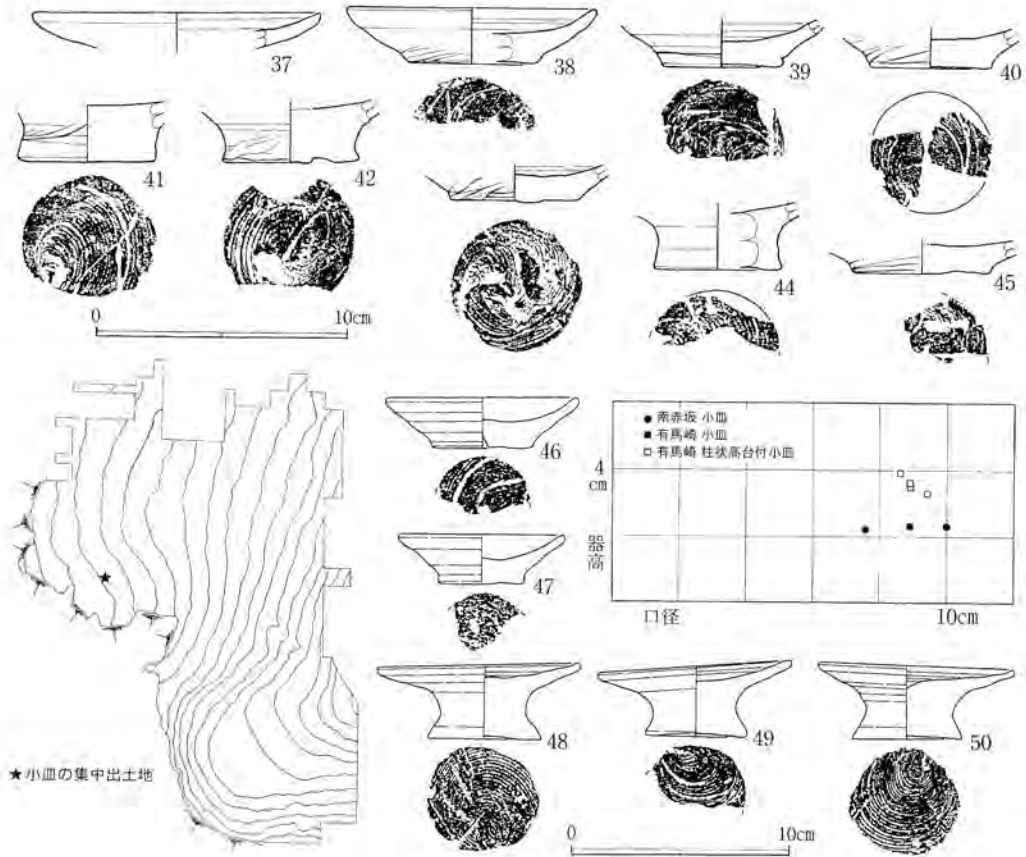 37
38
39
40
41
42
44
45
0 10cm
46
47
● 南赤坂 小皿
■ 有馬崎 小皿
□ 有馬崎 柱状高台付小皿
4
cm
器高
口径 10cm
★小皿の集中出土地
48
49
50
0 10cm